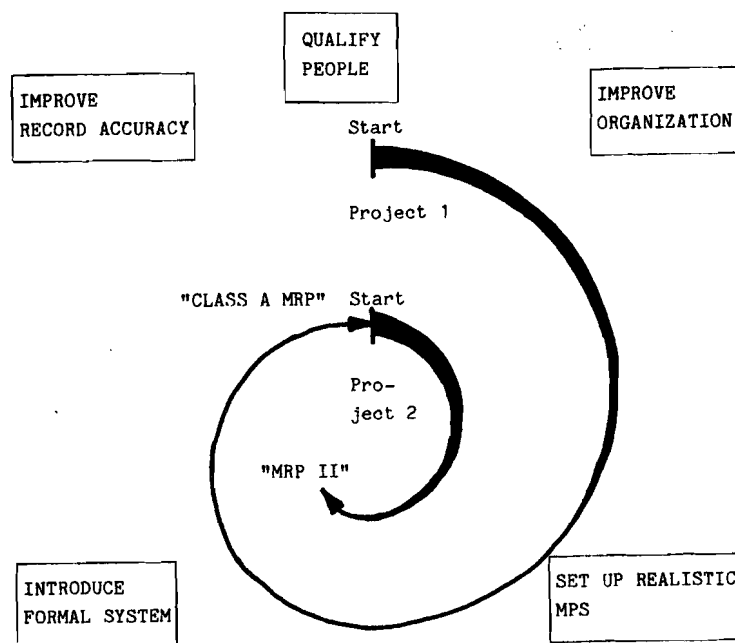 QUALIFY
PEOPLE
IMPROVE
RECORD ACCURACY
IMPROVE
ORGANIZATION
Start
Project 1
"CLASS A MRP"
Start
Pro-
ject 2
"MRP II"
INTRODUCE
FORMAL SYSTEM
SET UP REALISTIC
MPS